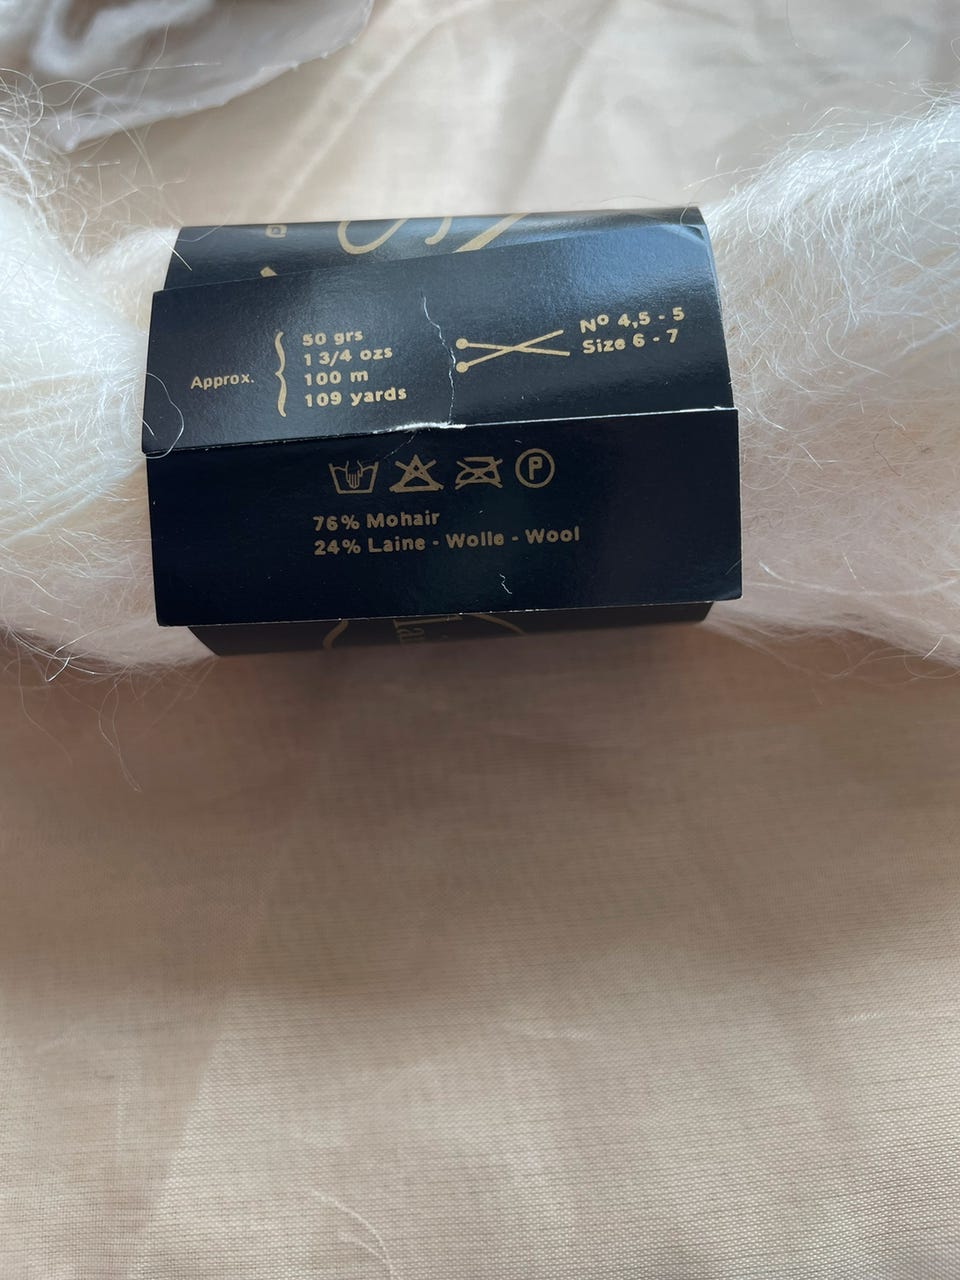 Approx.
50 grs
1 3/4 ozs
100 m
109 yards
Nº 4,5 - 5
Size 6 - 7
P
76% Mohair
24% Laine - Wolle - Wool